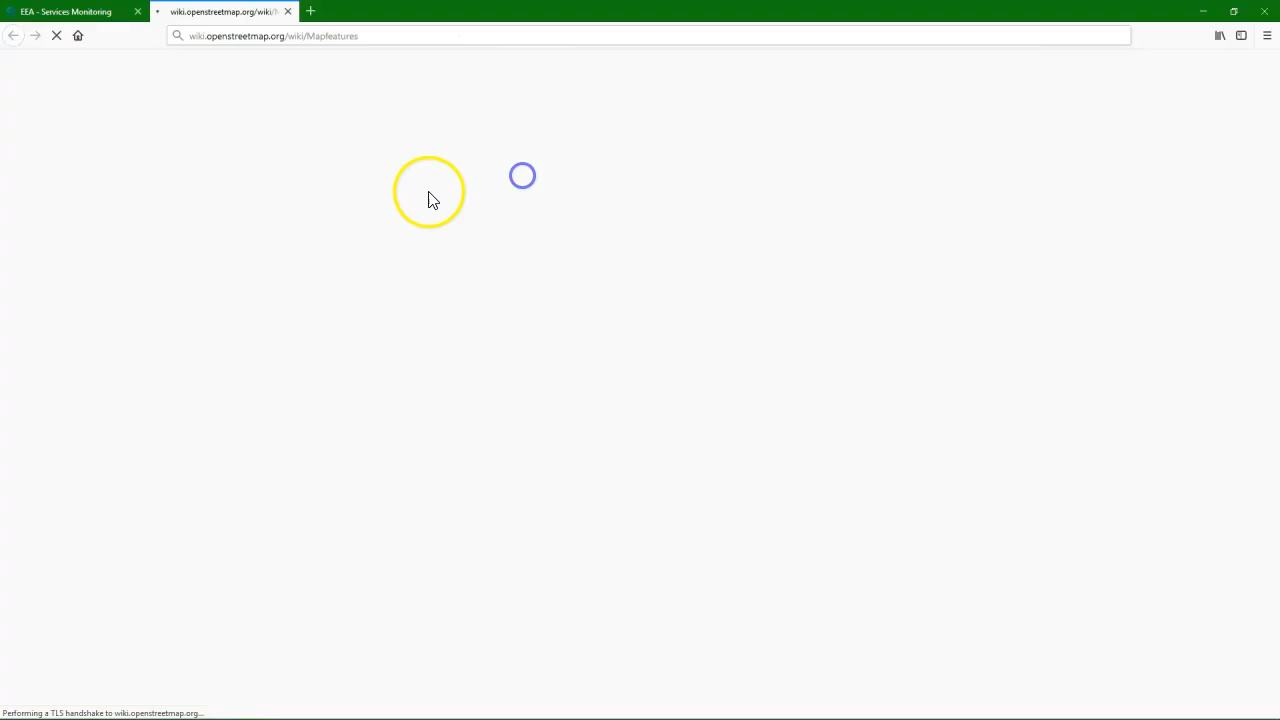 EEA - Services Monitoring
wiki.openstreetmap.org/wiki/
wiki.openstreetmap.org/wiki/Mapfeatures
Performing a TLS handshake to wiki.openstreetmap.org...